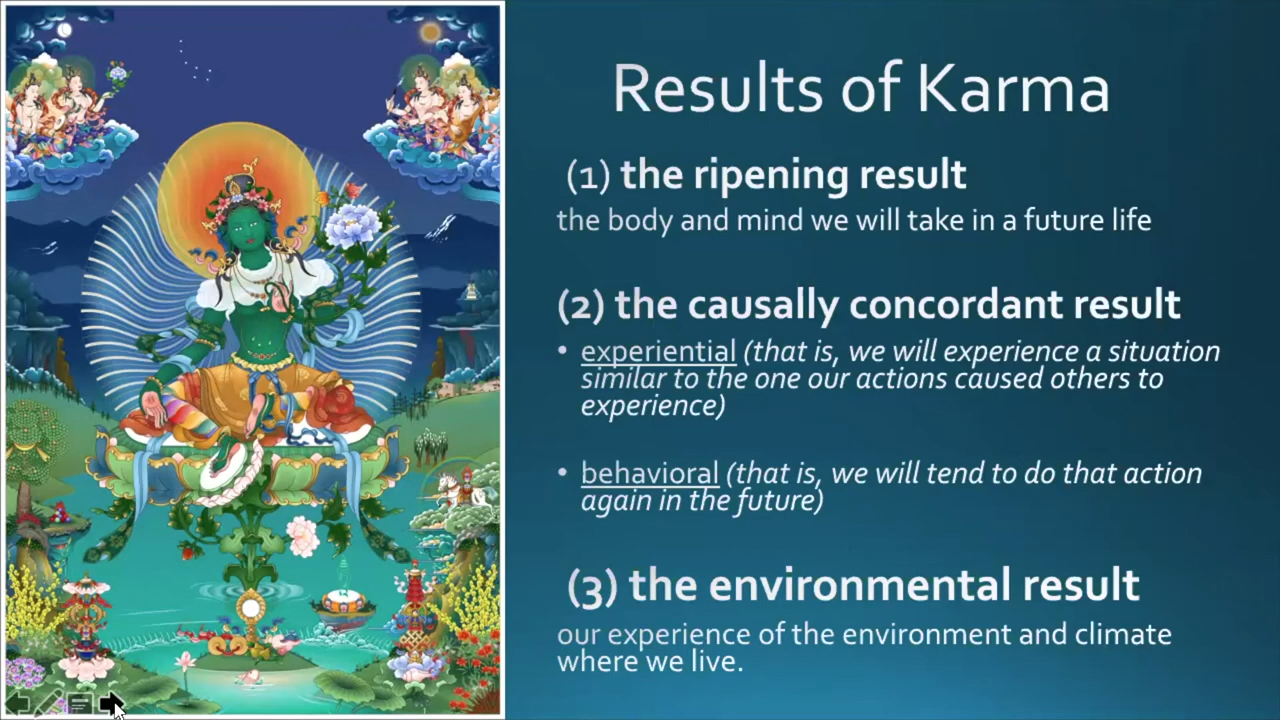 Results of Karma
(1) the ripening result
the body and mind we will take in a future life
(2) the causally concordant result
• experiential (that is, we will experience a situation
similar to the one our actions caused others to
experience)
• behavioral (that is, we will tend to do that action
again in the future)
(3) the environmental result
our experience of the environment and climate
where we live.